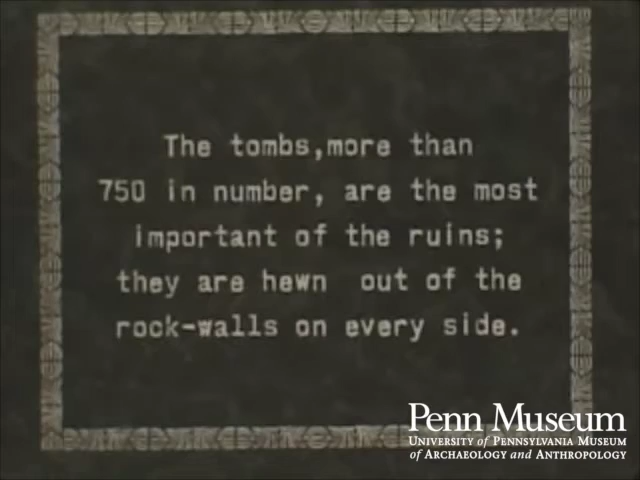 The tombs,more than
750 in number, are the most
important of the ruins;
they are hewn out of the
rock-walls on every side.
Penn Museum
UNIVERSITY of PENNSYLVANIA MUSEUM
of ARCHAEOLOGY and ANTHROPOLOGY